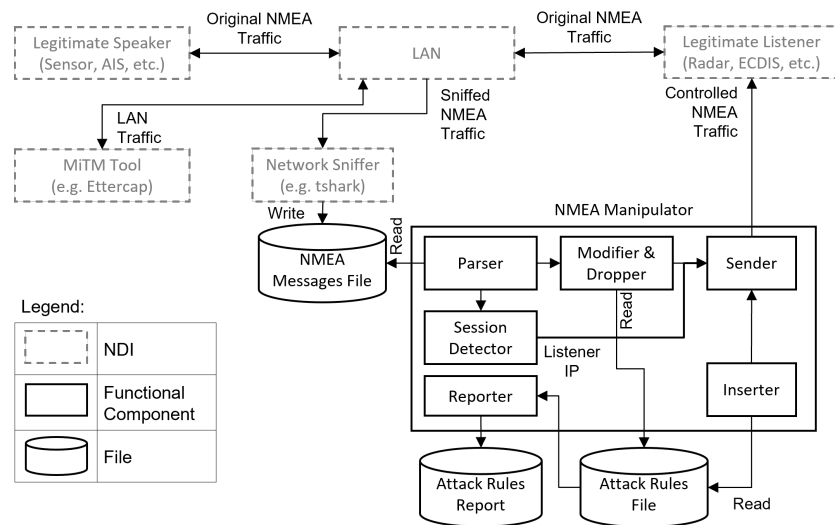 Original NMEA
Traffic
Original NMEA
Traffic
Legitimate Speaker
(Sensor, AIS, etc.)
LAN
Legitimate Listener
(Radar, ECDIS, etc.)
LAN
Traffic
Sniffed
NMEA
Traffic
Controlled
NMEA
Traffic
MiTM Tool
(e.g. Ettercap)
Network Sniffer
(e.g. tshark)
Write
NMEA
Messages File
Read
NMEA Manipulator
Parser
Modifier &
Dropper
Sender
Read
Session
Detector
Listener
IP
Reporter
Inserter
Attack Rules
Report
Attack Rules
File
Read
Legend:
NDI
Functional
Component
File